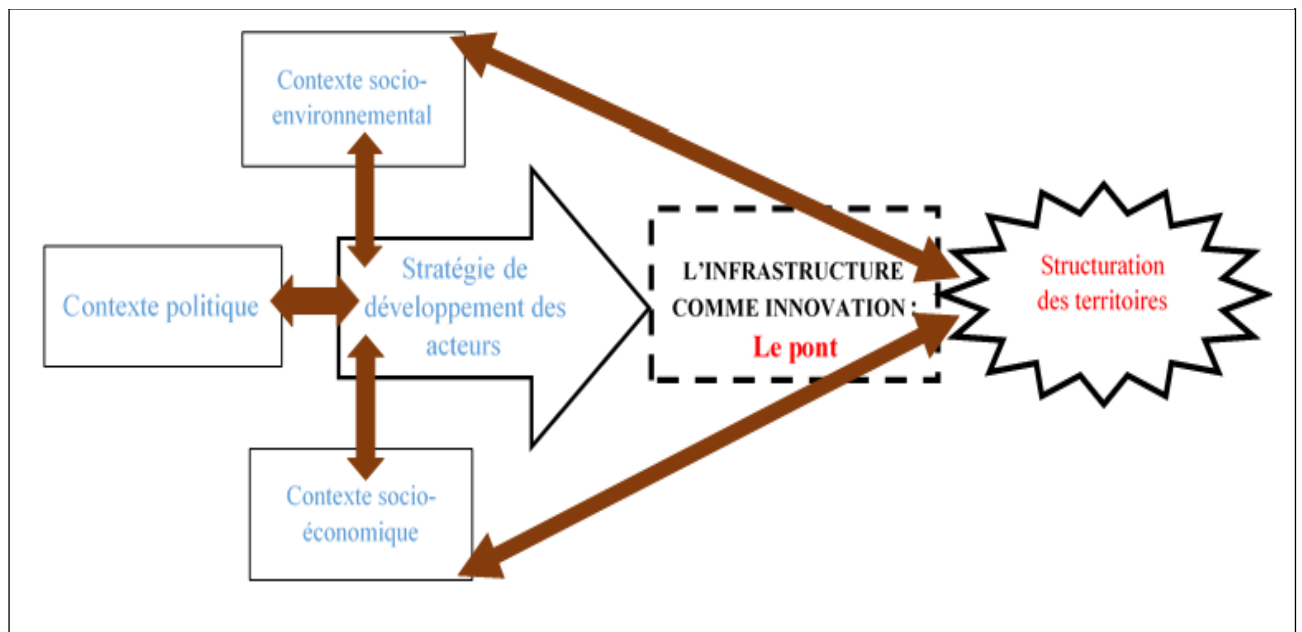 Contexte socio-
environnemental
Contexte politique
Stratégie de
développement des
acteurs
L'INFRASTRUCTURE
COMME INNOVATION :
Le pont
Structuration
des territoires
Contexte socio-
économique